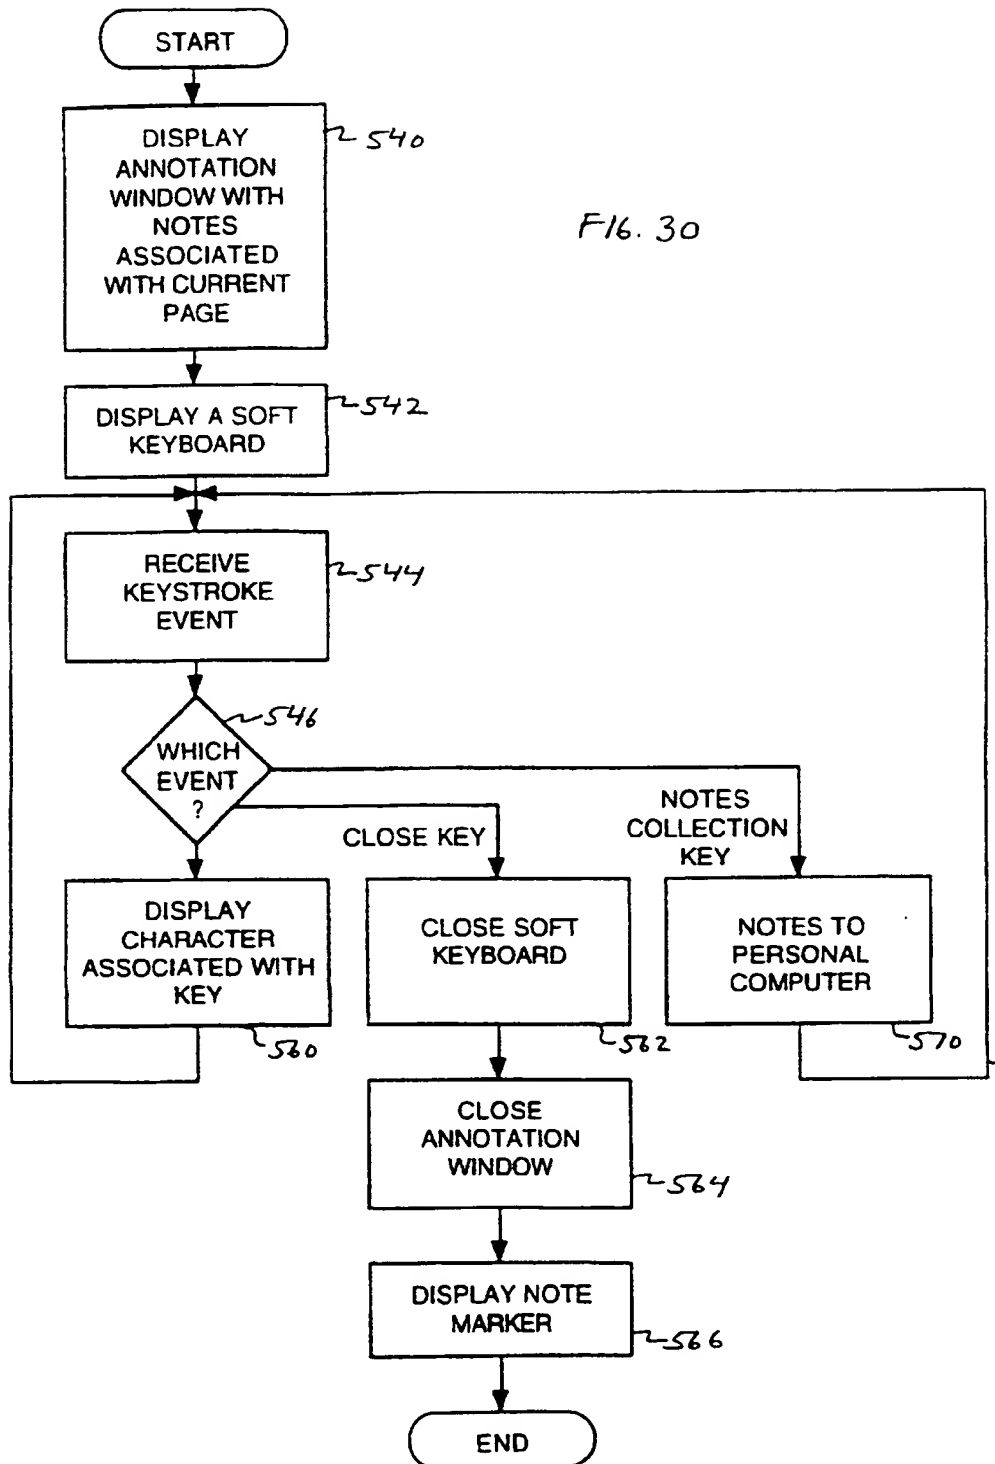 START
DISPLAY
ANNOTATION
WINDOW WITH
NOTES
ASSOCIATED
WITH CURRENT
PAGE
540
FIG. 30
DISPLAY A SOFT
KEYBOARD
542
RECEIVE
KEYSTROKE
EVENT
544
WHICH
EVENT
?
546
CLOSE KEY
NOTES
COLLECTION
KEY
DISPLAY
CHARACTER
ASSOCIATED WITH
KEY
560
CLOSE SOFT
KEYBOARD
562
NOTES TO
PERSONAL
COMPUTER
570
CLOSE
ANNOTATION
WINDOW
564
DISPLAY NOTE
MARKER
566
END